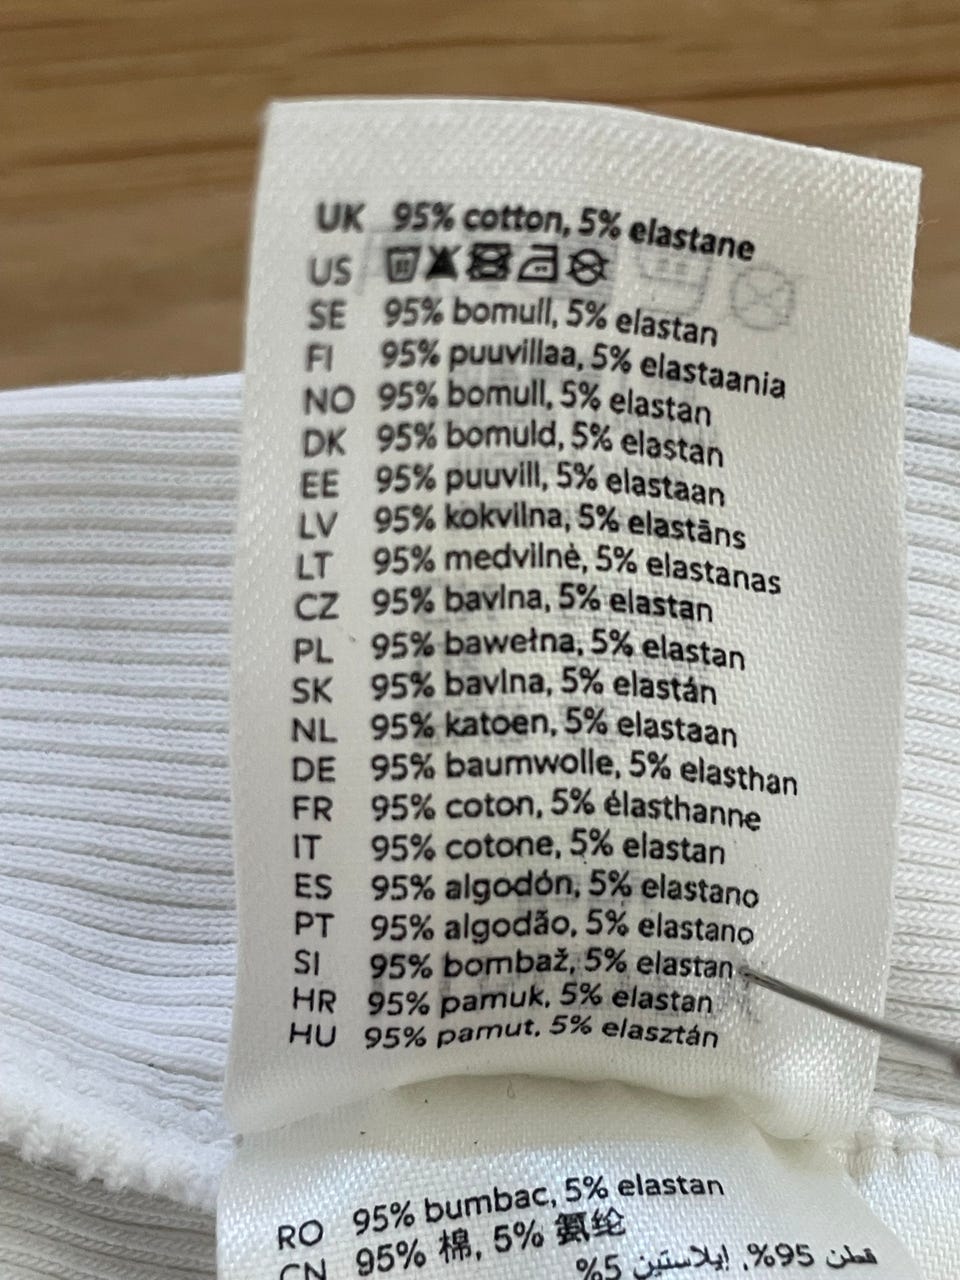 UK 95% cotton, 5% elastane
US
SE 95% bomull, 5% elastan
FI 95% puuvillaa, 5% elastaania
NO 95% bomull, 5% elastan
DK 95% bomuld, 5% elastan
EE 95% puuvill, 5% elastaan
LV 95% kokvilna, 5% elastāns
LT 95% medvilnė, 5% elastanas
CZ 95% bavlna, 5% elastan
PL 95% bawełna, 5% elastan
SK 95% bavlna, 5% elastán
NL 95% katoen, 5% elastaan
DE 95% baumwolle, 5% elasthan
FR 95% coton, 5% élasthanne
IT 95% cotone, 5% elastan
ES 95% algodón, 5% elastano
PT 95% algodão, 5% elastano
SI 95% bombaž, 5% elastan
HR 95% pamuk, 5% elastan
HU 95% pamut, 5% elasztán
RO 95% bumbac, 5% elastan
CN 95% 棉, 5% 氨纶
قطن 95%, إيلاستين 5%